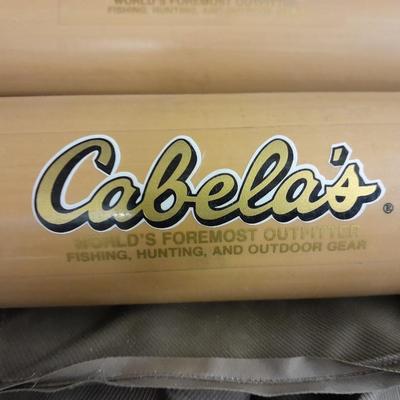 WORLD'S FOREMOST OUTFITTER
FISHING, HUNTING, AND OUTDOOR GEAR
Cabela's®
WORLD'S FOREMOST OUTFITTER
FISHING, HUNTING, AND OUTDOOR GEAR